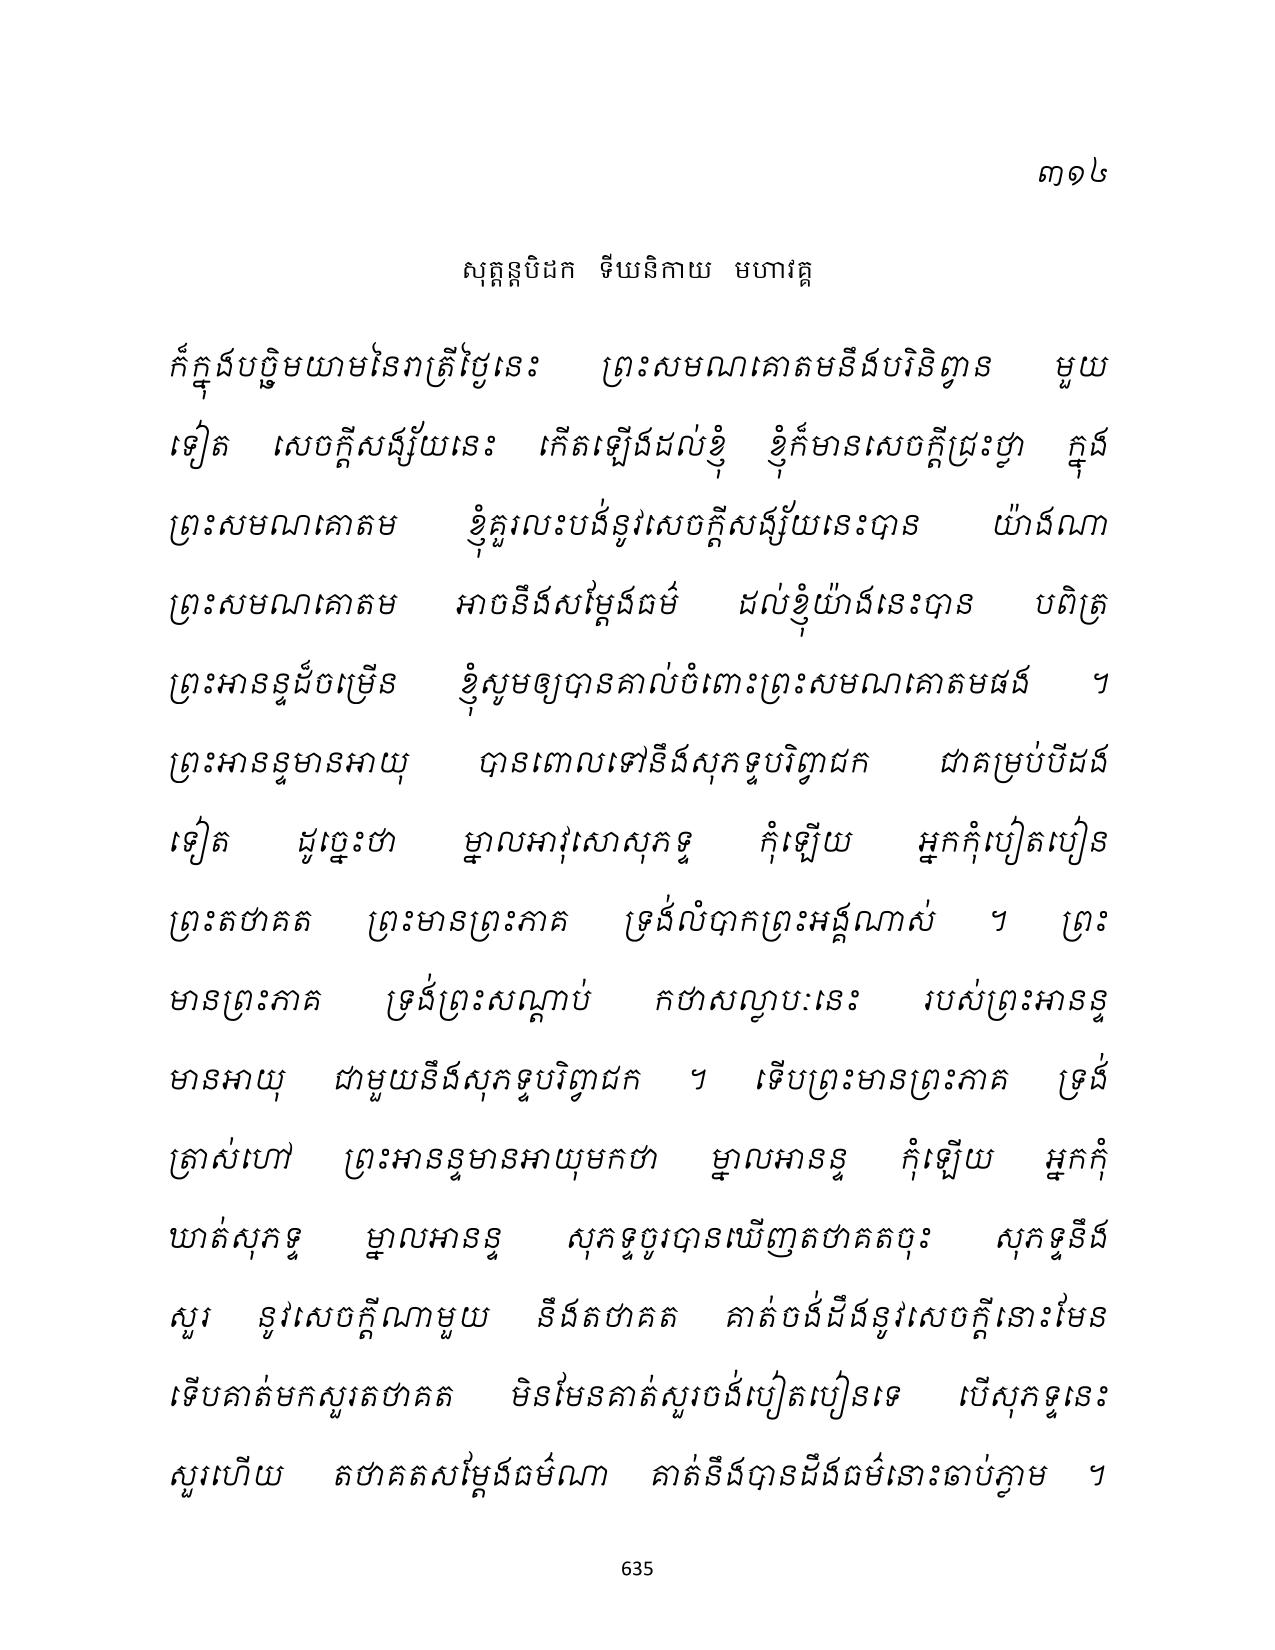 ៣១៤
សុត្តន្តបិដក ទីឃនិកាយ មហាវគ្គ
ក៏ក្នុងបច្ឆិមយាមនៃរាត្រីថ្ងៃនេះ ព្រះសមណគោតមនឹងបរិនិព្វាន មួយ
ទៀត សេចក្តីសង្ស័យនេះ កើតឡើងដល់ខ្ញុំ ខ្ញុំក៏មានសេចក្តីជ្រះថ្លា ក្នុង
ព្រះសមណគោតម ខ្ញុំគួរលះបង់នូវសេចក្តីសង្ស័យនេះបាន យ៉ាងណា
ព្រះសមណគោតម អាចនឹងសម្តែងធម៌ ដល់ខ្ញុំយ៉ាងនេះបាន បពិត្រ
ព្រះអានន្ទដ៏ចម្រើន ខ្ញុំសូមឲ្យបានគាល់ចំពោះព្រះសមណគោតមផង ។
ព្រះអានន្ទមានអាយុ បានពោលទៅនឹងសុភទ្ទបរិព្វាជក ជាគម្រប់បីដង
ទៀត ដូច្នេះថា ម្នាលអាវុសោសុភទ្ទ កុំឡើយ អ្នកកុំបៀតបៀន
ព្រះតថាគត ព្រះមានព្រះភាគ ទ្រង់លំបាកព្រះអង្គណាស់ ។ ព្រះ
មានព្រះភាគ ទ្រង់ព្រះសណ្តាប់ កថាសល្លាបៈនេះ របស់ព្រះអានន្ទ
មានអាយុ ជាមួយនឹងសុភទ្ទបរិព្វាជក ។ ទើបព្រះមានព្រះភាគ ទ្រង់
ត្រាស់ហៅ ព្រះអានន្ទមានអាយុមកថា ម្នាលអានន្ទ កុំឡើយ អ្នកកុំ
ឃាត់សុភទ្ទ ម្នាលអានន្ទ សុភទ្ទចូរបានឃើញតថាគតចុះ សុភទ្ទនឹង
សួរ នូវសេចក្តីណាមួយ នឹងតថាគត គាត់ចង់ដឹងនូវសេចក្តីនោះមែន
ទើបគាត់មកសួរតថាគត មិនមែនគាត់សួរចង់បៀតបៀនទេ បើសុភទ្ទនេះ
សួរហើយ តថាគតសម្តែងធម៌ណា គាត់នឹងបានដឹងធម៌នោះឆាប់ភ្លាម ។
635